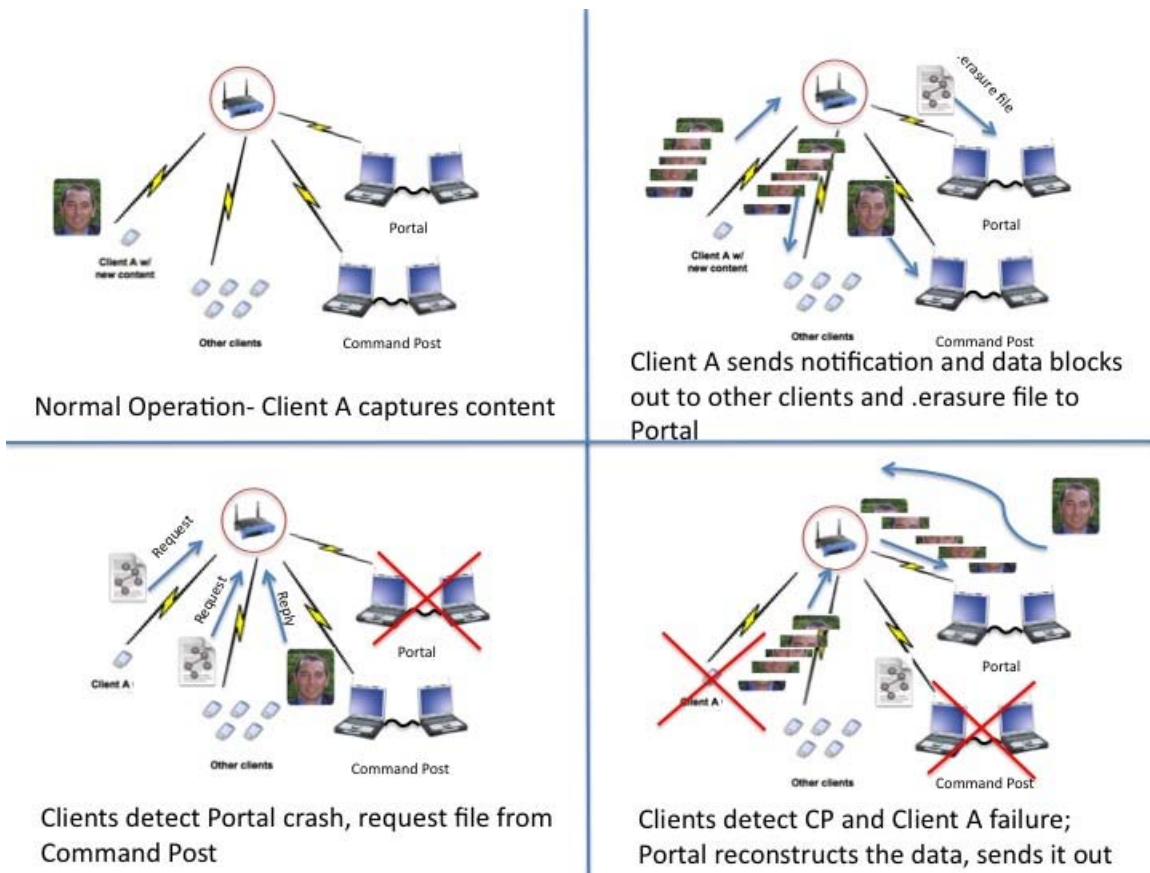 Portal
Client A w/
new content
Other clients
Command Post
Normal Operation- Client A captures content
.erasure file
Portal
Client A w/
new content
Other clients
Command Post
Client A sends notification and data blocks
out to other clients and .erasure file to
Portal
Request
Request
Reply
Portal
Client A
Other clients
Command Post
Clients detect Portal crash, request file from
Command Post
Portal
Client A
Other clients
Command Post
Clients detect CP and Client A failure;
Portal reconstructs the data, sends it out